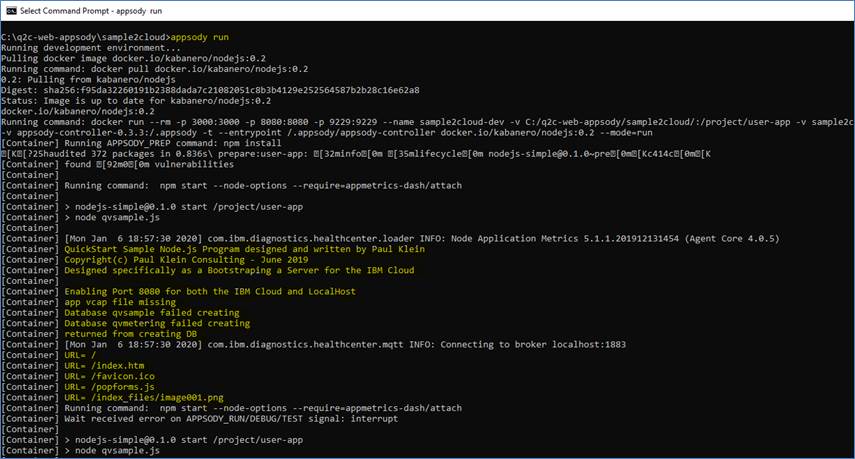 Select Command Prompt - appsody run
C:\q2c-web-appsody\sample2cloud>appsody run
Running development environment...
Pulling docker image docker.io/kabanero/nodejs:0.2
Running command: docker pull docker.io/kabanero/nodejs:0.2
0.2: Pulling from kabanero/nodejs
Digest: sha256:f95da32260191b2388dada7c21082051c8b3b4129e252564587b2b28c16e62a8
Status: Image is up to date for kabanero/nodejs:0.2
docker.io/kabanero/nodejs:0.2
Running command: docker run --rm -p 3000:3000 -p 8080:8080 -p 9229:9229 --name sample2cloud-dev -v C:/q2c-web-appsody/sample2cloud/:/project/user-app -v sample2c
-v appsody-controller-0.3.3:/.appsody -t --entrypoint /.appsody/appsody-controller docker.io/kabanero/nodejs:0.2 --mode=run
[Container] Running APPSODY_PREP command: npm install
[K[?25haudited 372 packages in 0.836s\ prepare:user-app: [32minfo[0m [35mlifecycle[0m nodejs-simple@0.1.0~pre[0m[Kc414c[0m[K
[Container] found [92m0[0m vulnerabilities
[Container]
[Container] Running command:  npm start --node-options --require=appmetrics-dash/attach
[Container]
[Container] > nodejs-simple@0.1.0 start /project/user-app
[Container] > node qvsample.js
[Container]
[Container] [Mon Jan  6 18:57:30 2020] com.ibm.diagnostics.healthcenter.loader INFO: Node Application Metrics 5.1.1.201912131454 (Agent Core 4.0.5)
[Container] QuickStart Sample Node.js Program designed and written by Paul Klein
[Container] Copyright(c) Paul Klein Consulting - June 2019
[Container] Designed specifically as a Bootstraping a Server for the IBM Cloud
[Container]
[Container] Enabling Port 8080 for both the IBM Cloud and LocalHost
[Container] app vcap file missing
[Container] Database qvsample failed creating
[Container] Database qvmetering failed creating
[Container] returned from creating DB
[Container] [Mon Jan  6 18:57:30 2020] com.ibm.diagnostics.healthcenter.mqtt INFO: Connecting to broker localhost:1883
[Container] URL= /
[Container] URL= /index.htm
[Container] URL= /favicon.ico
[Container] URL= /popforms.js
[Container] URL= /index_files/image001.png
[Container] Running command:  npm start --node-options --require=appmetrics-dash/attach
[Container] Wait received error on APPSODY_RUN/DEBUG/TEST signal: interrupt
[Container]
[Container] > nodejs-simple@0.1.0 start /project/user-app
[Container] > node qvsample.js